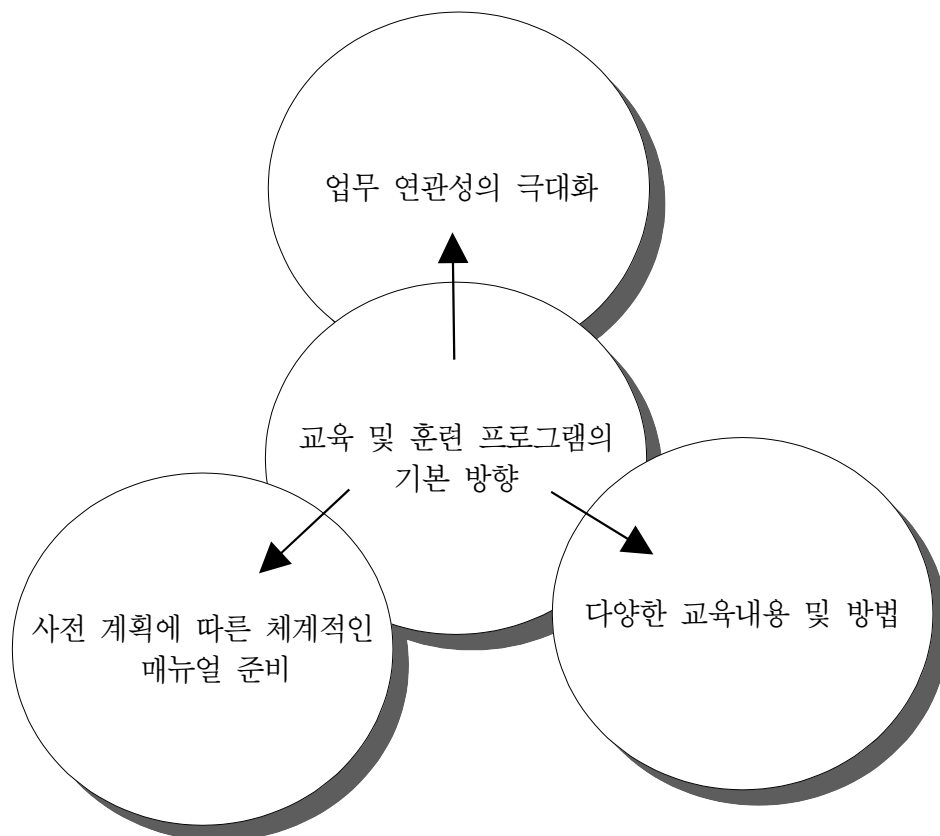 업무 연관성의 극대화
교육 및 훈련 프로그램의
기본 방향
사전 계획에 따른 체계적인
매뉴얼 준비
다양한 교육내용 및 방법